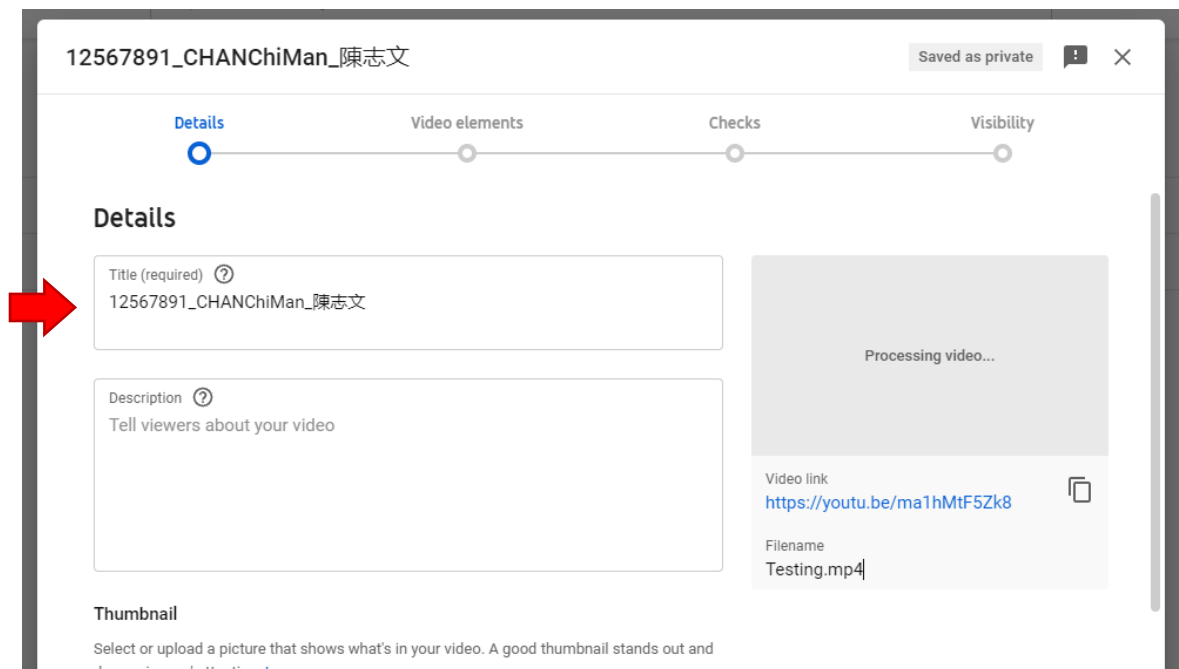 12567891_CHANChiMan_陳志文
Saved as private
Details
Video elements
Checks
Visibility
Details
Title (required)
12567891_CHANChiMan_陳志文
Description
Tell viewers about your video
Processing video...
Video link
https://youtu.be/ma1hMtF5Zk8
Filename
Testing.mp4
Thumbnail
Select or upload a picture that shows what's in your video. A good thumbnail stands out and